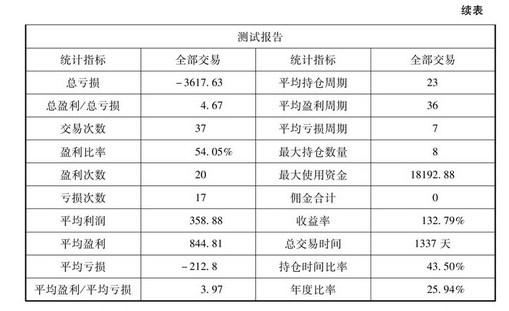 续表
测试报告
统计指标 全部交易 统计指标 全部交易
总亏损 -3617.63 平均持仓周期 23
总盈利/总亏损 4.67 平均盈利周期 36
交易次数 37 平均亏损周期 7
盈利比率 54.05% 最大持仓数量 8
盈利次数 20 最大使用资金 18192.88
亏损次数 17 佣金合计 0
平均利润 358.88 收益率 132.79%
平均盈利 844.81 总交易时间 1337 天
平均亏损 -212.8 持仓时间比率 43.50%
平均盈利/平均亏损 3.97 年度比率 25.94%